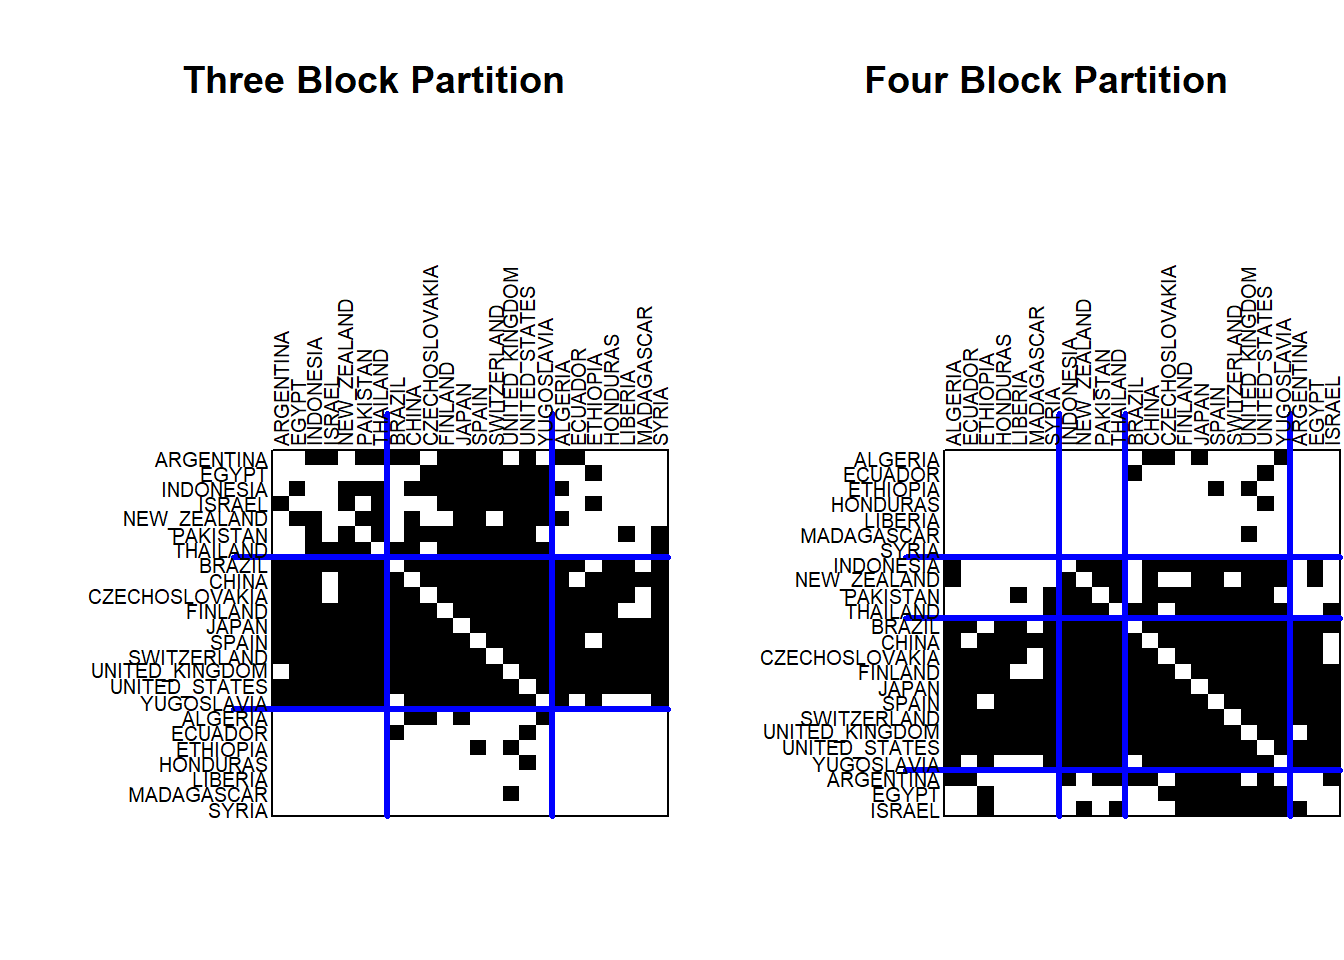 Three Block Partition
ARGENTINA
EGYPT
INDONESIA
ISRAEL
NEW_ZEALAND
PAKISTAN
THAILAND
BRAZIL
CHINA
CZECHOSLOVAKIA
FINLAND
JAPAN
SPAIN
SWITZERLAND
UNITED_KINGDOM
UNITED_STATES
YUGOSLAVIA
ALGERIA
ECUADOR
ETHIOPIA
HONDURAS
LIBERIA
MADAGASCAR
SYRIA
ARGENTINA
EGYPT
INDONESIA
ISRAEL
NEW_ZEALAND
PAKISTAN
THAILAND
BRAZIL
CHINA
CZECHOSLOVAKIA
FINLAND
JAPAN
SPAIN
SWITZERLAND
UNITED_KINGDOM
UNITED_STATES
YUGOSLAVIA
ALGERIA
ECUADOR
ETHIOPIA
HONDURAS
LIBERIA
MADAGASCAR
SYRIA
Four Block Partition
ALGERIA
ECUADOR
ETHIOPIA
HONDURAS
LIBERIA
MADAGASCAR
SYRIA
INDONESIA
NEW_ZEALAND
PAKISTAN
THAILAND
BRAZIL
CHINA
CZECHOSLOVAKIA
FINLAND
JAPAN
SPAIN
SWITZERLAND
UNITED_KINGDOM
UNITED_STATES
YUGOSLAVIA
ARGENTINA
EGYPT
ISRAEL
ALGERIA
ECUADOR
ETHIOPIA
HONDURAS
LIBERIA
MADAGASCAR
SYRIA
INDONESIA
NEW_ZEALAND
PAKISTAN
THAILAND
BRAZIL
CHINA
CZECHOSLOVAKIA
FINLAND
JAPAN
SPAIN
SWITZERLAND
UNITED_KINGDOM
UNITED_STATES
YUGOSLAVIA
ARGENTINA
EGYPT
ISRAEL